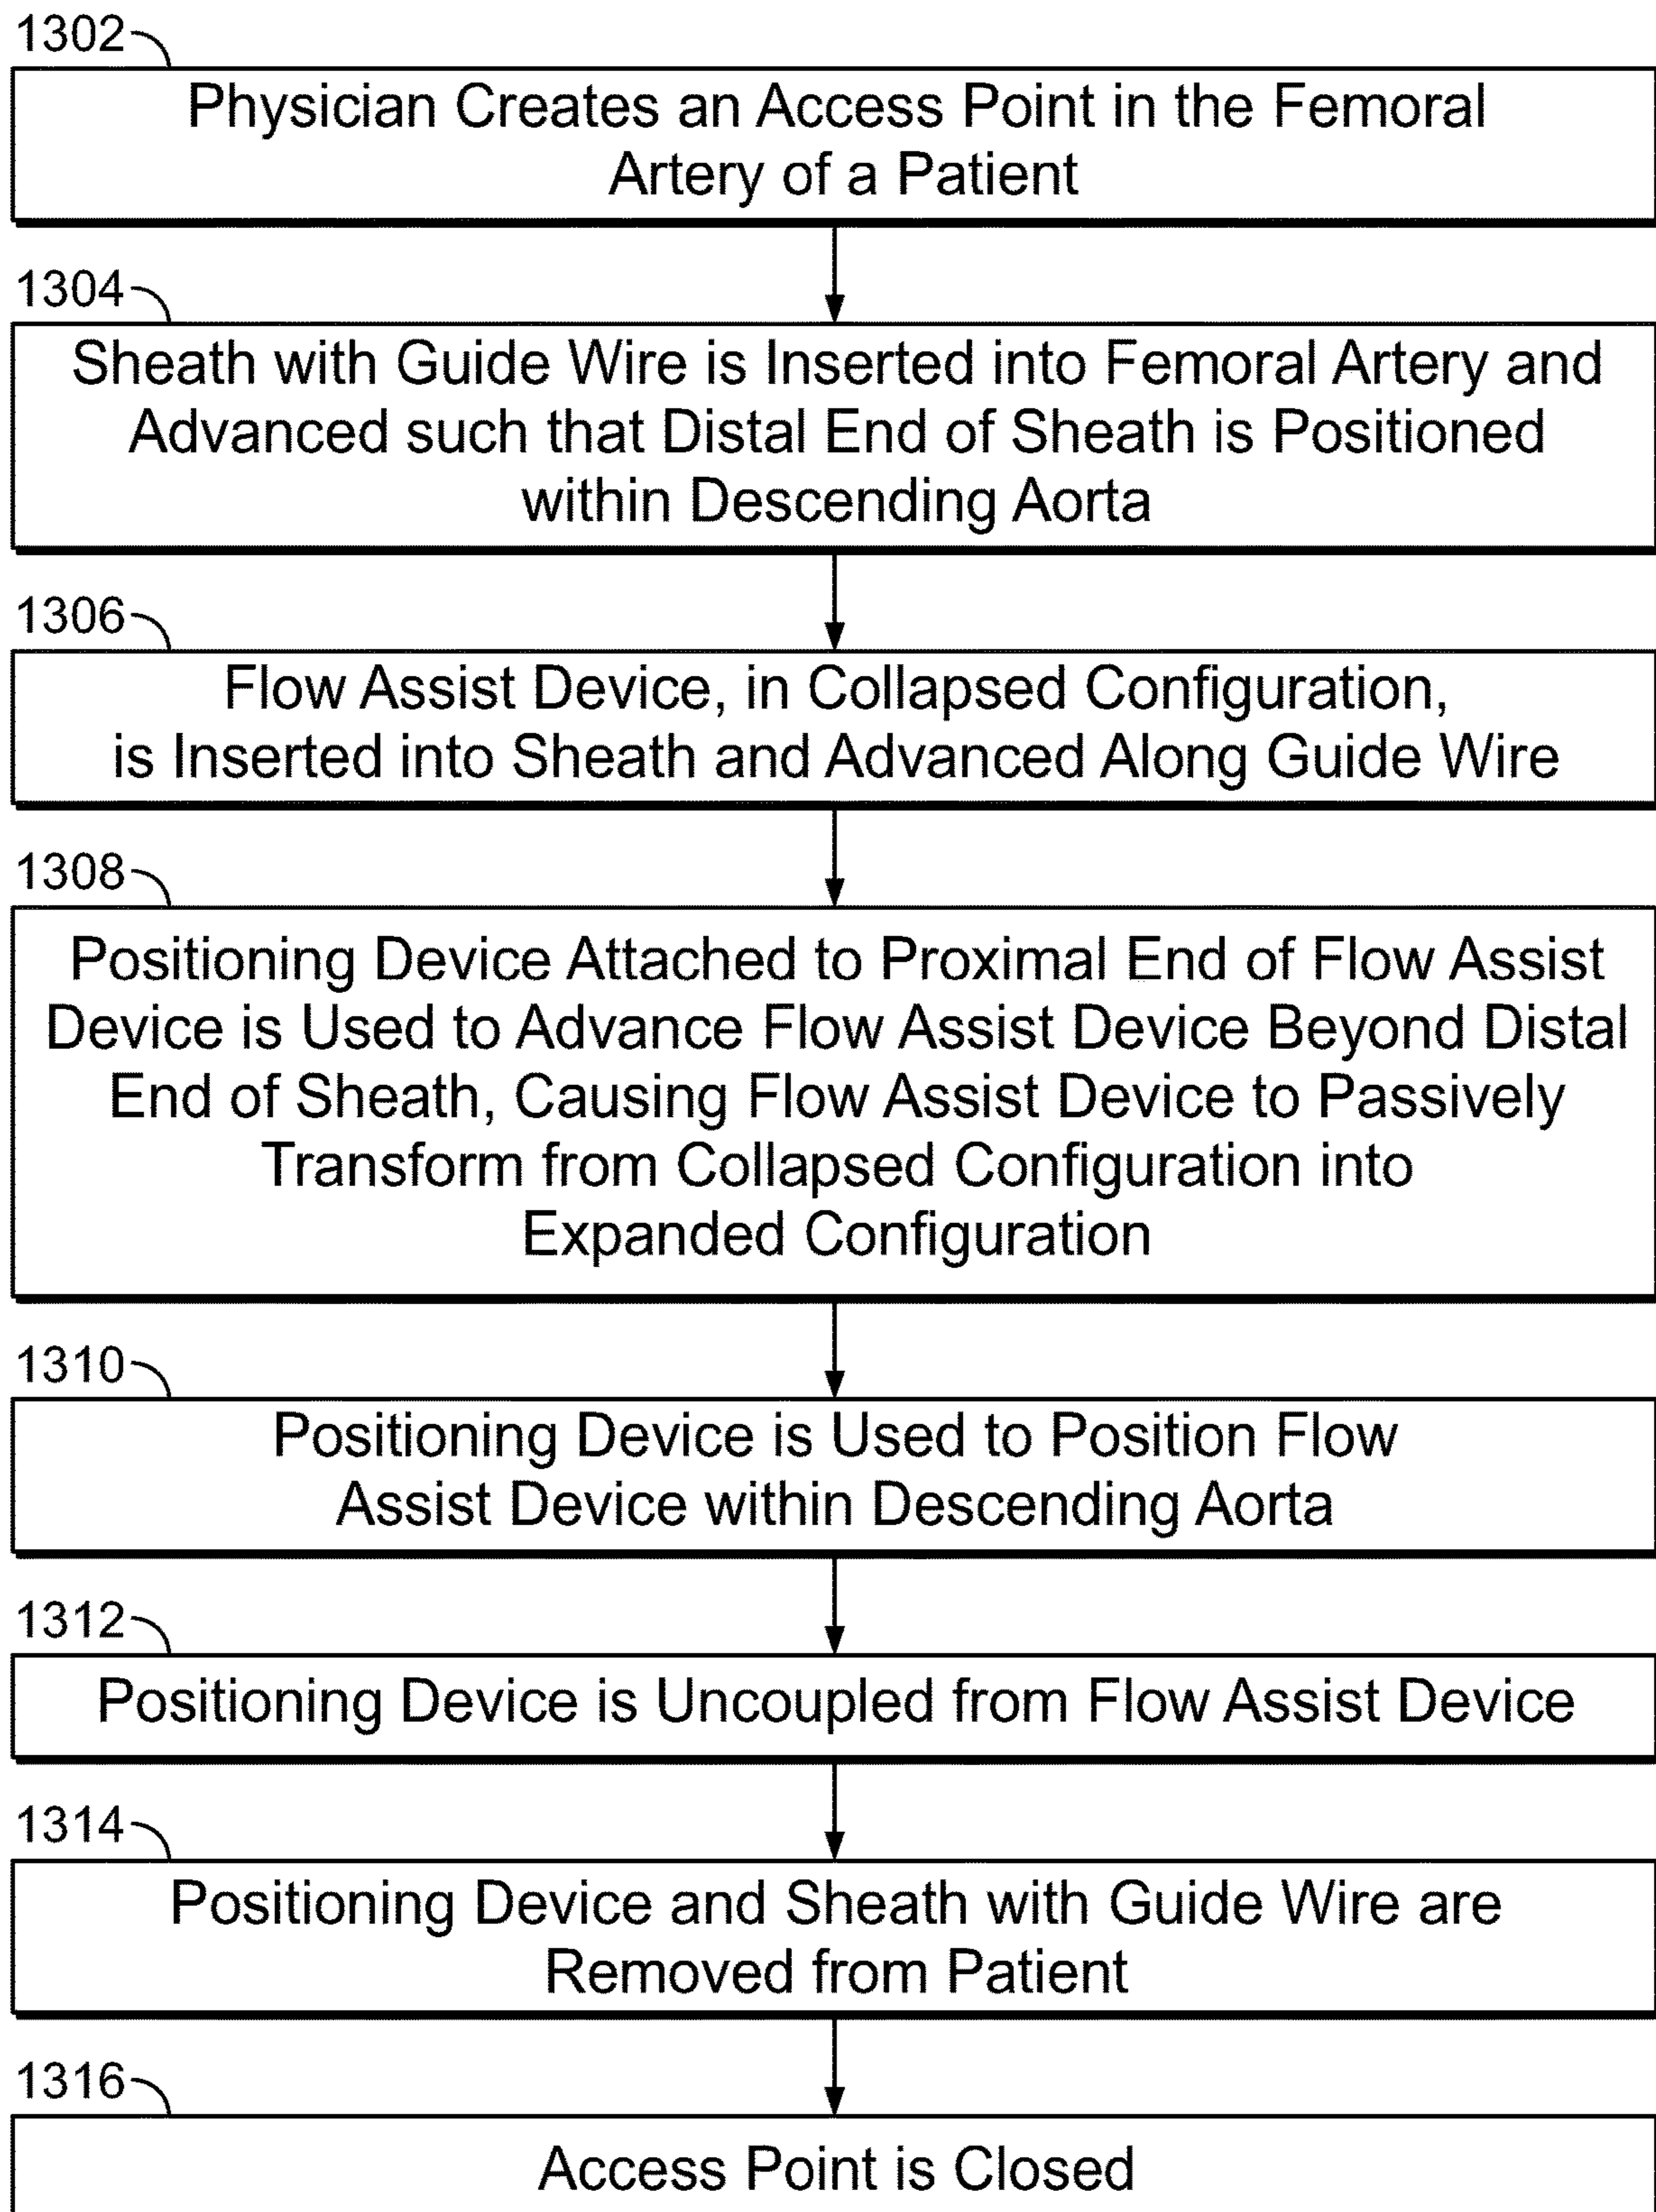 1302
Physician Creates an Access Point in the Femoral
Artery of a Patient
1304
Sheath with Guide Wire is Inserted into Femoral Artery and
Advanced such that Distal End of Sheath is Positioned
within Descending Aorta
1306
Flow Assist Device, in Collapsed Configuration,
is Inserted into Sheath and Advanced Along Guide Wire
1308
Positioning Device Attached to Proximal End of Flow Assist
Device is Used to Advance Flow Assist Device Beyond Distal
End of Sheath, Causing Flow Assist Device to Passively
Transform from Collapsed Configuration into
Expanded Configuration
1310
Positioning Device is Used to Position Flow
Assist Device within Descending Aorta
1312
Positioning Device is Uncoupled from Flow Assist Device
1314
Positioning Device and Sheath with Guide Wire are
Removed from Patient
1316
Access Point is Closed